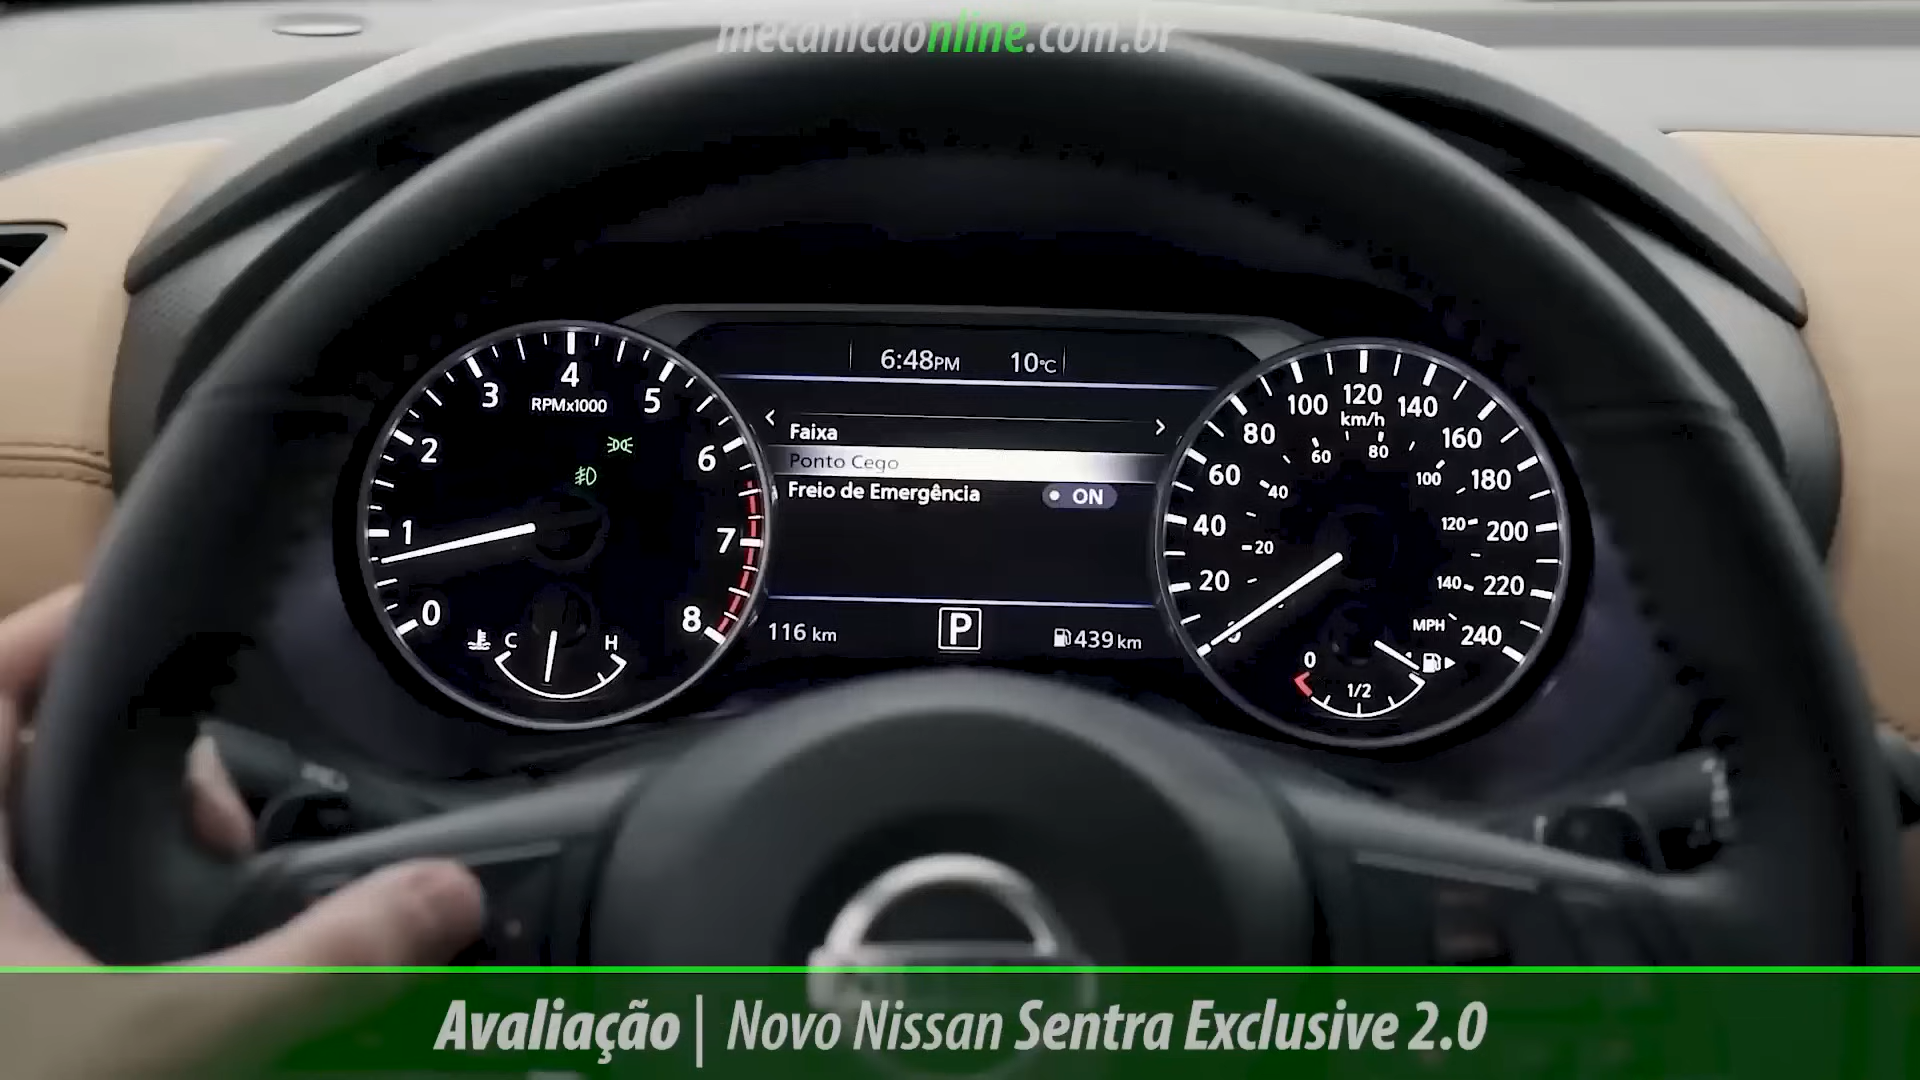 mecanicaonline.com.br
6:48PM 10°C
Faixa
Ponto Cego
Freio de Emergência ON
116 km P 439 km
0 1 2 3 4 5 6 7 8
RPMx1000
C H
20 40 60 80 100 120 140 160 180 200 220 240
km/h
20 40 60 80 100 120 140
MPH
0 1/2 1
Avaliação | Novo Nissan Sentra Exclusive 2.0